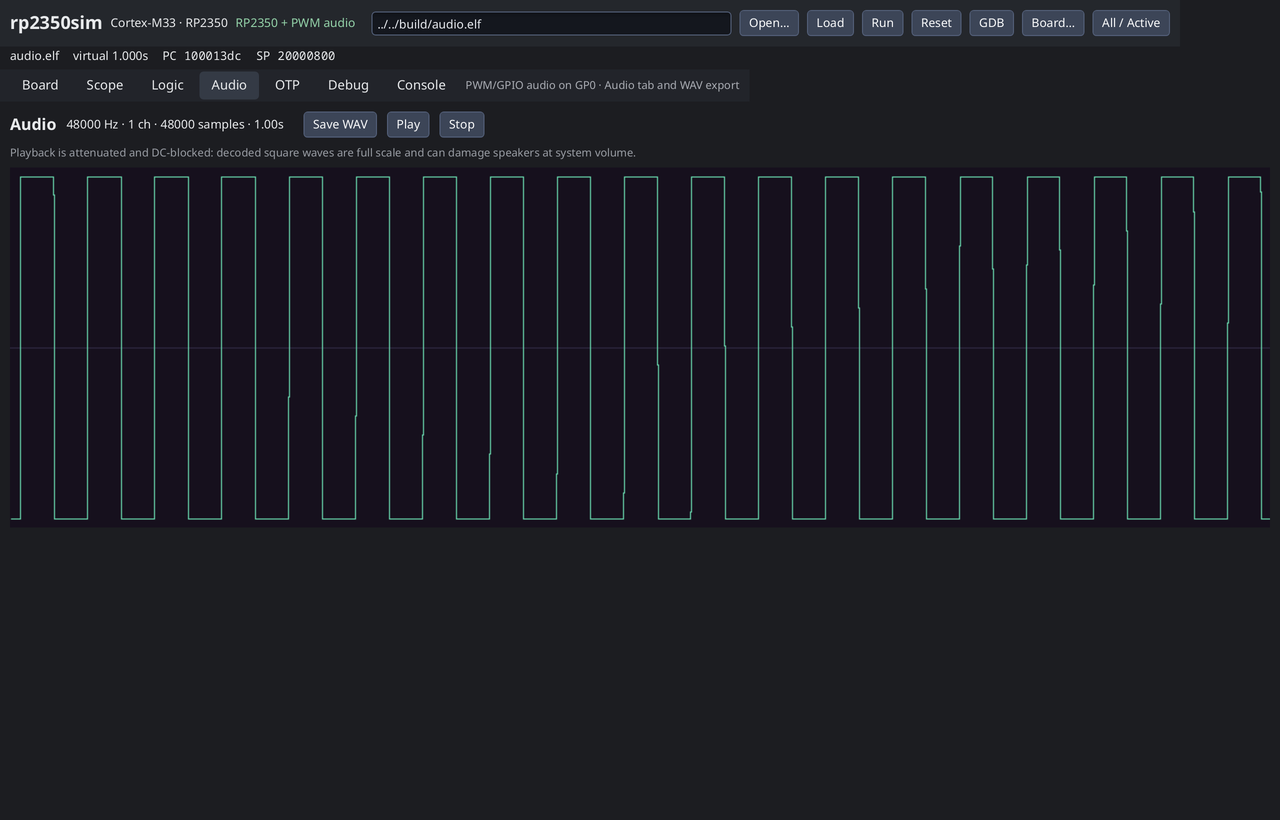 rp2350sim Cortex-M33 · RP2350 RP2350 + PWM audio ../../build/audio.elf Open... Load Run Reset GDB Board... All / Active
audio.elf virtual 1.000s PC 100013dc SP 20000800
Board Scope Logic Audio OTP Debug Console PWM/GPIO audio on GP0 · Audio tab and WAV export
Audio 48000 Hz · 1 ch · 48000 samples · 1.00s Save WAV Play Stop
Playback is attenuated and DC-blocked: decoded square waves are full scale and can damage speakers at system volume.